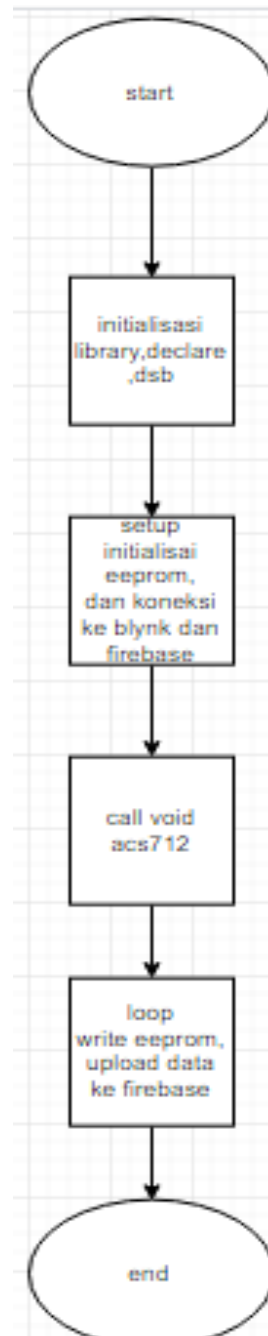 start
initialisasi
library,declare
,dsb
setup
initialisai
eeprom,
dan koneksi
ke blynk dan
firebase
call void
acs712
loop
write eeprom,
upload data
ke firebase
end